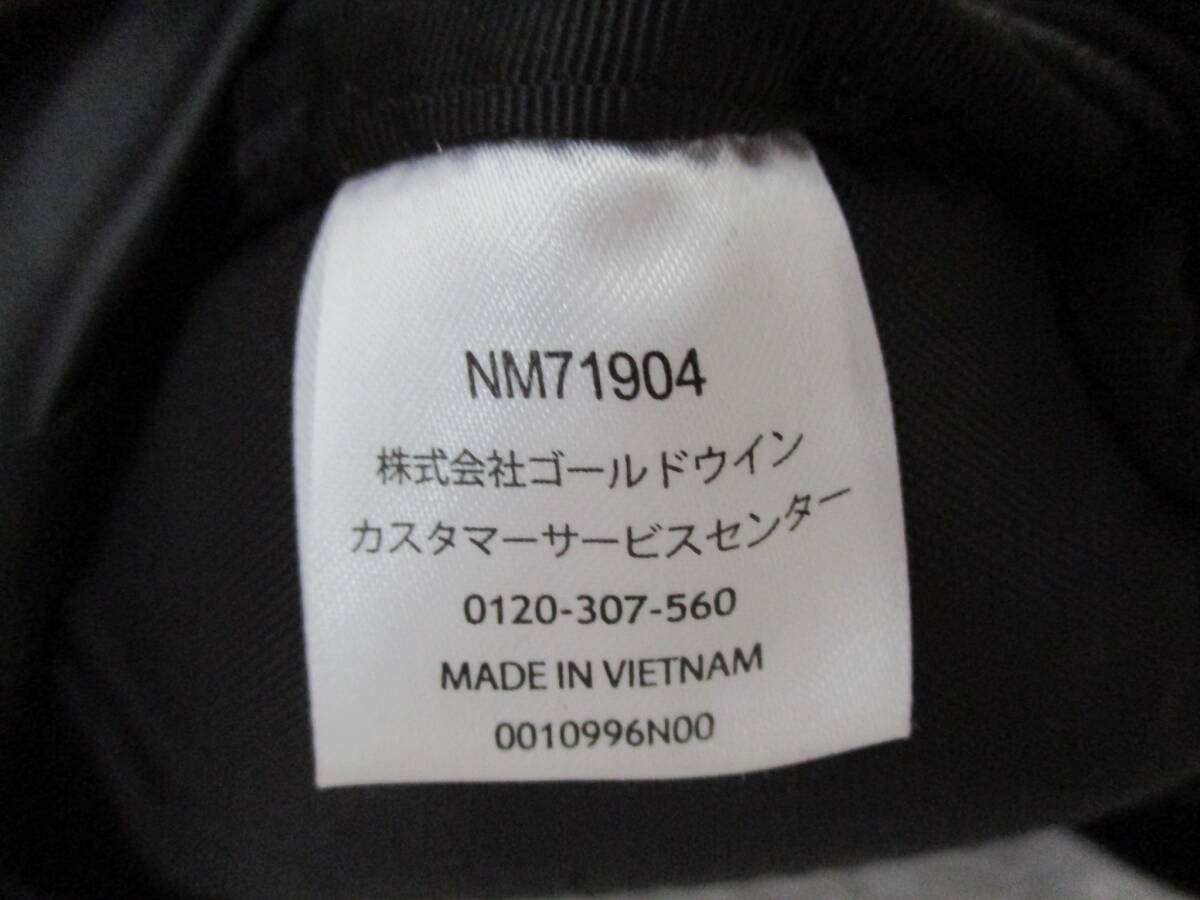 NM71904
株式会社ゴールドウイン
カスタマーサービスセンター
0120-307-560
MADE IN VIETNAM
0010996N00